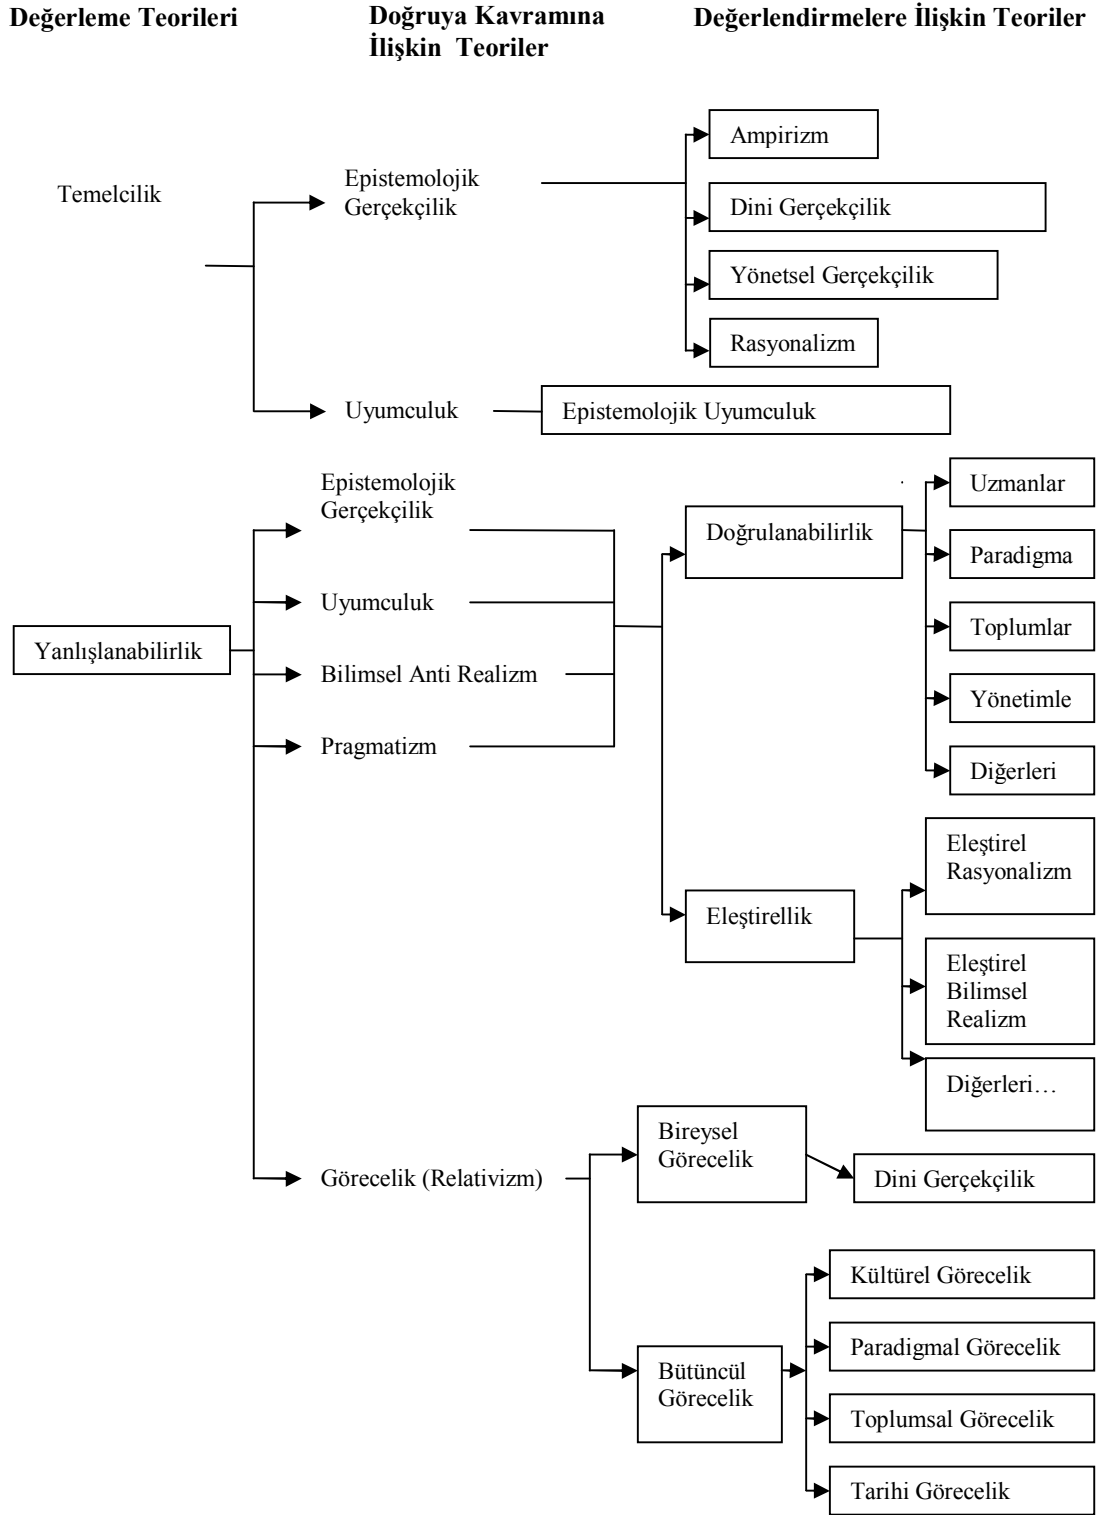 Değerleme Teorileri
Doğruya Kavramına
İlişkin Teoriler
Değerlendirmelere İlişkin Teoriler
Temelcilik
Epistemolojik
Gerçekçilik
Ampirizm
Dini Gerçekçilik
Yönetsel Gerçekçilik
Rasyonalizm
Uyumculuk
Epistemolojik Uyumculuk
Yanlışlanabilirlik
Epistemolojik
Gerçekçilik
Uyumculuk
Bilimsel Anti Realizm
Pragmatizm
Doğrulanabilirlik
Uzmanlar
Paradigma
Toplumlar
Yönetimle
Diğerleri
Eleştirellik
Eleştirel
Rasyonalizm
Eleştirel
Bilimsel
Realizm
Diğerleri…
Görecelik (Relativizm)
Bireysel
Görecelik
Dini Gerçekçilik
Bütüncül
Görecelik
Kültürel Görecelik
Paradigmal Görecelik
Toplumsal Görecelik
Tarihi Görecelik